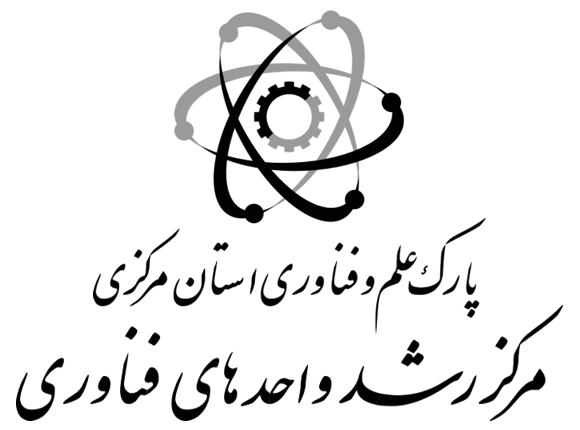 پارک علم و فناوری استان مرکزی
مرکز رشد واحدهای فناوری